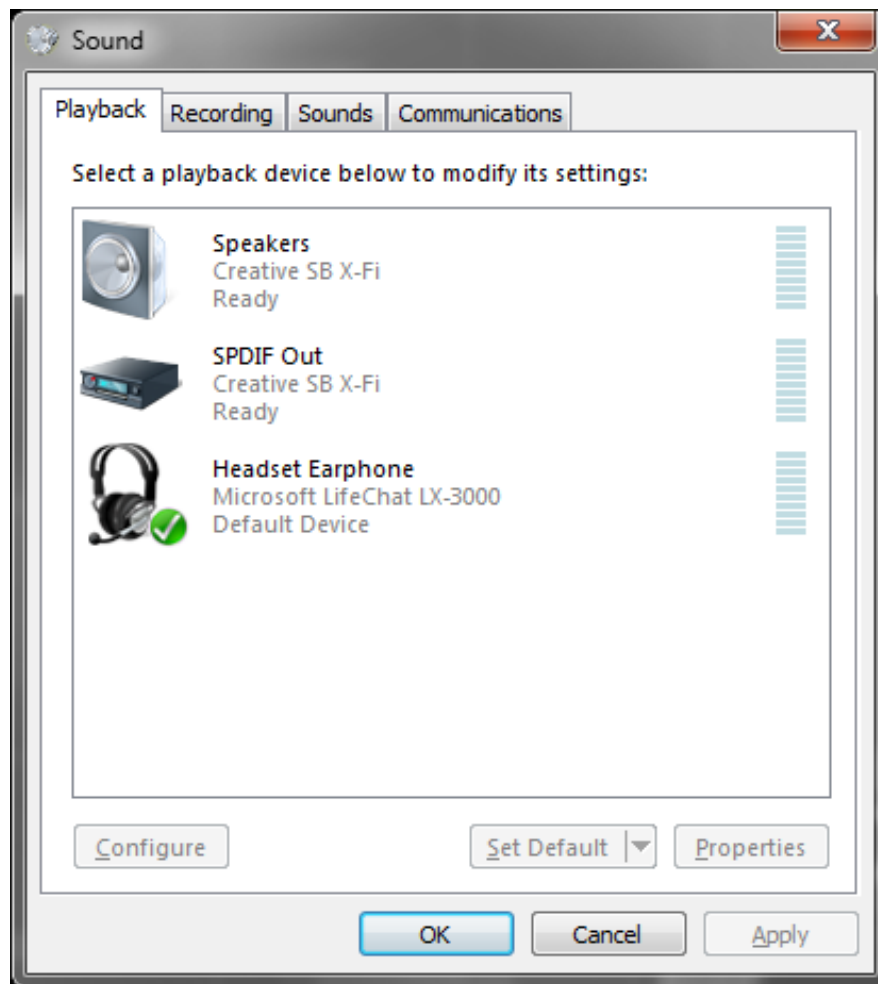 Sound
Playback Recording Sounds Communications
Select a playback device below to modify its settings:
Speakers
Creative SB X-Fi
Ready
SPDIF Out
Creative SB X-Fi
Ready
Headset Earphone
Microsoft LifeChat LX-3000
Default Device
Configure Set Default Properties
OK Cancel Apply